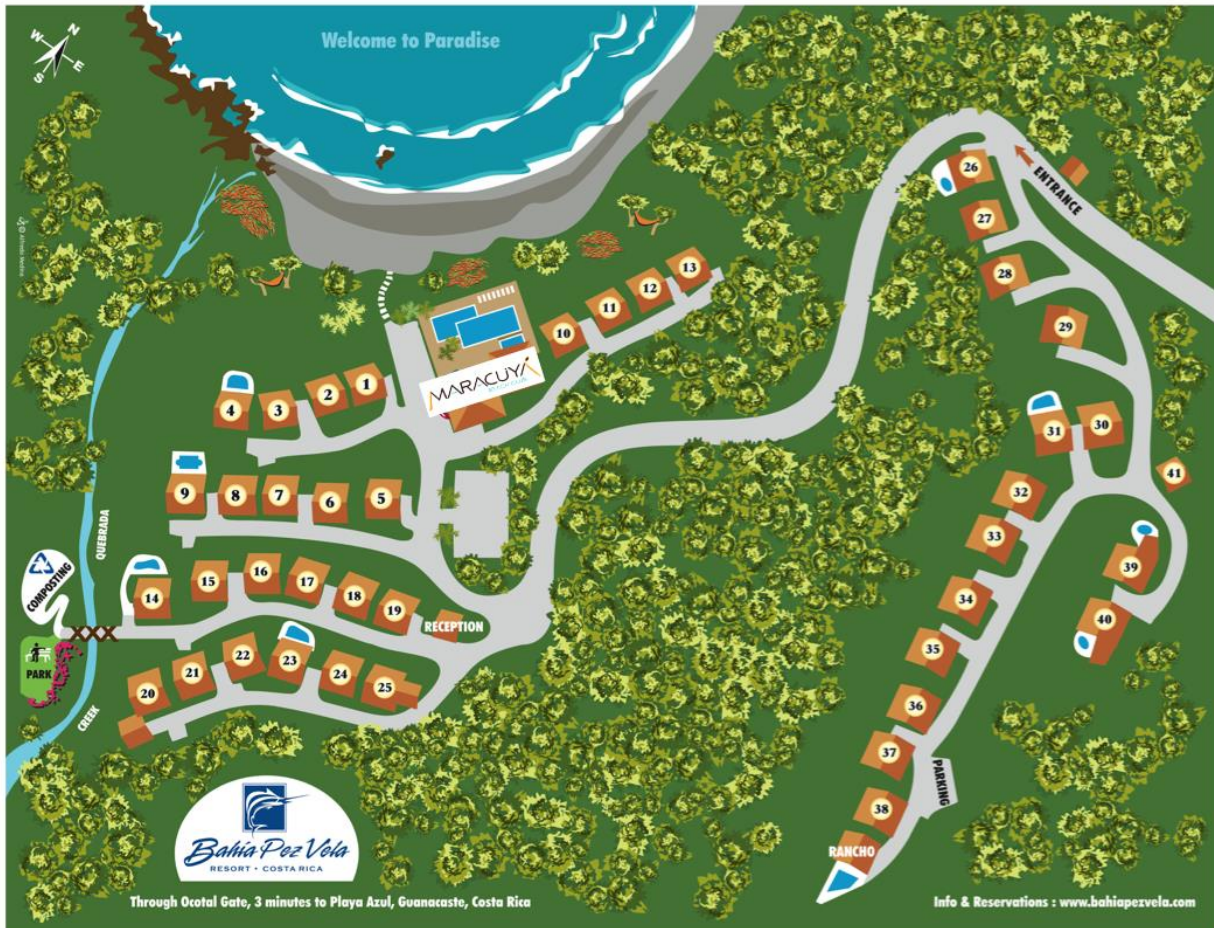 Welcome to Paradise
N
W
E
S
26
ENTRANCE
27
28
13
12
11
10
29
MARACUYÁ
1
2
3
4
31
30
41
9
8
7
6
5
32
33
QUEBRADA
COMPOSTING
14
15
16
17
18
19
RECEPTION
39
34
40
35
PARK
20
21
22
23
24
25
36
CREEK
37
PARKING
38
RANCHO
Bahía Pez Vela
RESORT • COSTA RICA
Through Ocotal Gate, 3 minutes to Playa Azul, Guanacaste, Costa Rica
Info & Reservations : www.bahiapezvela.com